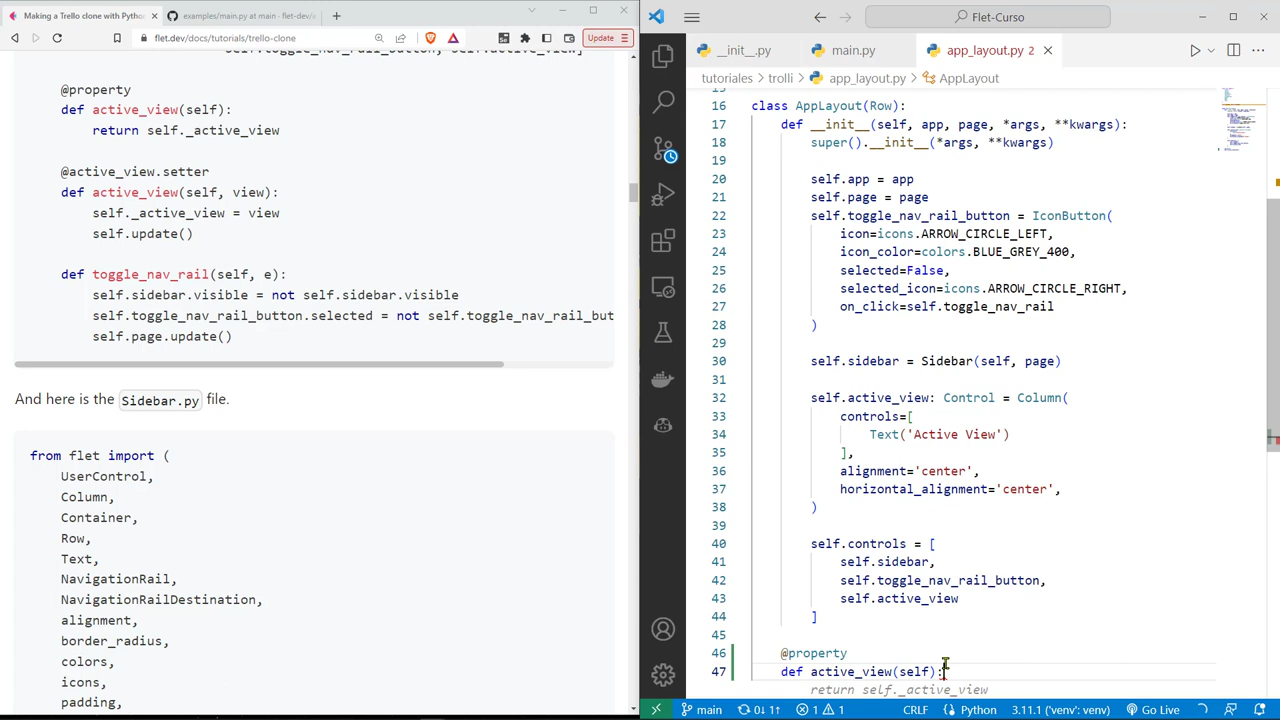 Making a Trello clone with Python
examples/main.py at main · flet-dev/e
flet.dev/docs/tutorials/trello-clone
Update
@property
def active_view(self):
return self._active_view
@active_view.setter
def active_view(self, view):
self._active_view = view
self.update()
def toggle_nav_rail(self, e):
self.sidebar.visible = not self.sidebar.visible
self.toggle_nav_rail_button.selected = not self.toggle_nav_rail_but
self.page.update()
And here is the Sidebar.py file.
from flet import (
UserControl,
Column,
Container,
Row,
Text,
NavigationRail,
NavigationRailDestination,
alignment,
border_radius,
colors,
icons,
padding,
Flet-Curso
__init__.py
main.py
app_layout.py 2
tutoriales > trolli > app_layout.py > AppLayout
16 class AppLayout(Row):
17 def __init__(self, app, page, *args, **kwargs):
18 super().__init__(*args, **kwargs)
19
20 self.app = app
21 self.page = page
22 self.toggle_nav_rail_button = IconButton(
23 icon=icons.ARROW_CIRCLE_LEFT,
24 icon_color=colors.BLUE_GREY_400,
25 selected=False,
26 selected_icon=icons.ARROW_CIRCLE_RIGHT,
27 on_click=self.toggle_nav_rail
28 )
29
30 self.sidebar = Sidebar(self, page)
31
32 self.active_view: Control = Column(
33 controls=[
34 Text('Active View')
35 ],
36 alignment='center',
37 horizontal_alignment='center',
38 )
39
40 self.controls = [
41 self.sidebar,
42 self.toggle_nav_rail_button,
43 self.active_view
44 ]
45
46 @property
47 def active_view(self):
return self._active_view
main
0↓ 1↑
1 1
CRLF
Python
3.11.1 ('venv': venv)
Go Live